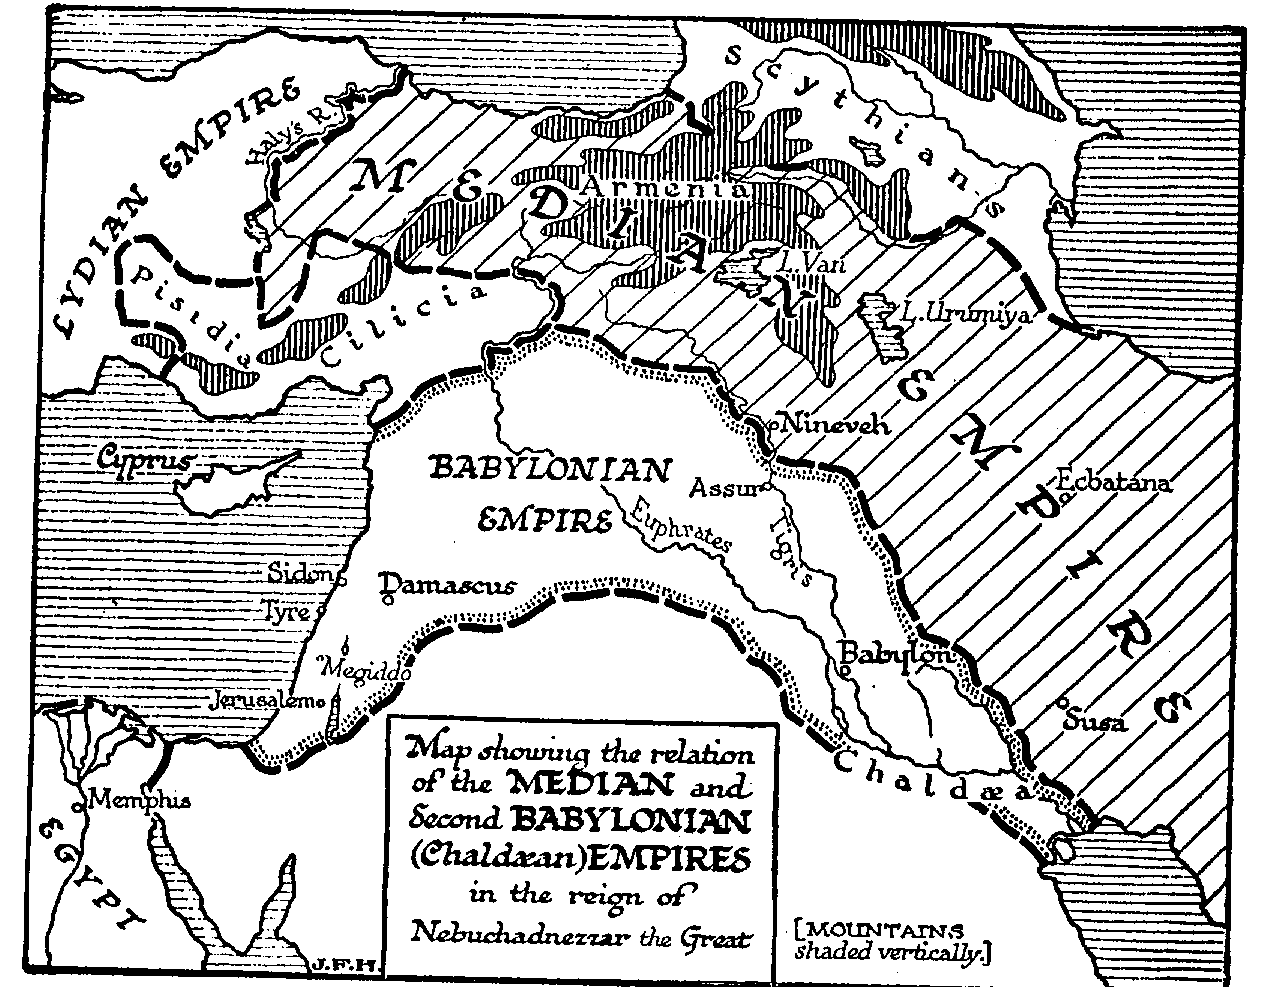 Scythians
LYDIAN EMPIRE
Haly's R.
MEDIAN EMPIRE
Armenia
L.Van
L.Urumiya
Pisidia
Cilicia
Nineveh
Cyprus
BABYLONIAN
EMPIRE
Assur
Ecbatana
Euphrates
Tigris
Sidon
Damascus
Tyre
Megiddo
Babylon
Jerusalem
Susa
Chaldæa
Memphis
EGYPT
Map showing the relation
of the MEDIAN and
Second BABYLONIAN
(Chaldæan) EMPIRES
in the reign of
Nebuchadnezzar the Great
[MOUNTAINS
shaded vertically.]
J.F.H.